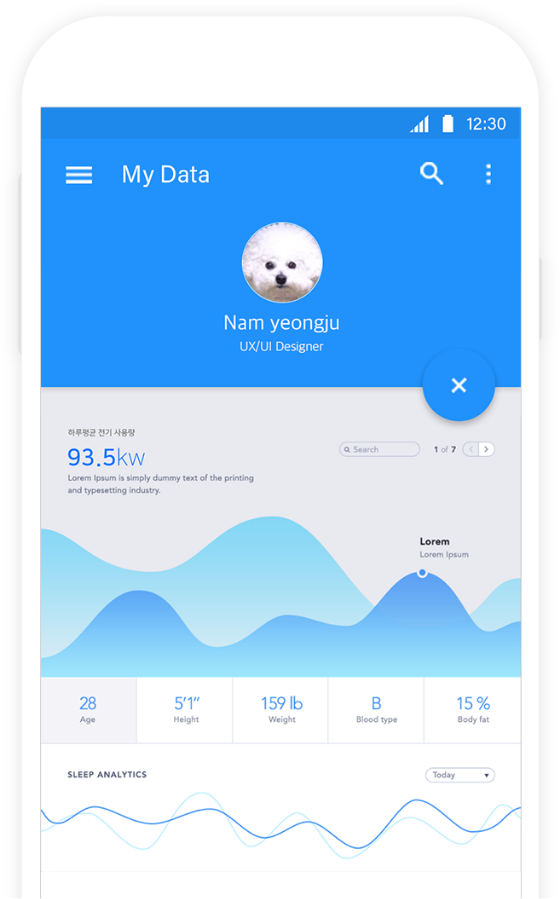 12:30
My Data
Nam yeongju
UX/UI Designer
하루평균 전기 사용량
93.5kw
Lorem Ipsum is simply dummy text of the printing
and typesetting industry.
Search
1 of 7
Lorem
Lorem Ipsum
28
Age
5'1"
Height
159 lb
Weight
B
Blood type
15 %
Body fat
SLEEP ANALYTICS
Today